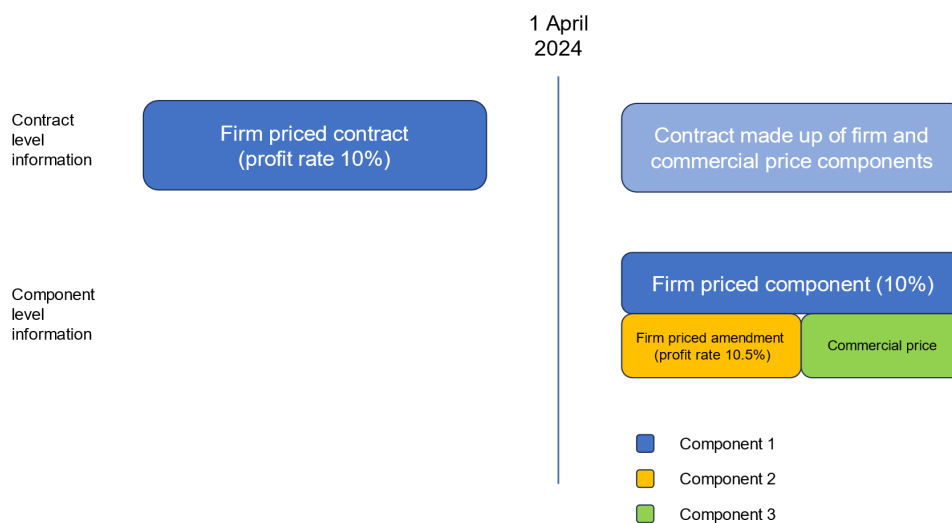 1 April
2024
Contract
level
information
Firm priced contract
(profit rate 10%)
Contract made up of firm and
commercial price components
Component
level
information
Firm priced component (10%)
Firm priced amendment
(profit rate 10.5%)
Commercial price
Component 1
Component 2
Component 3